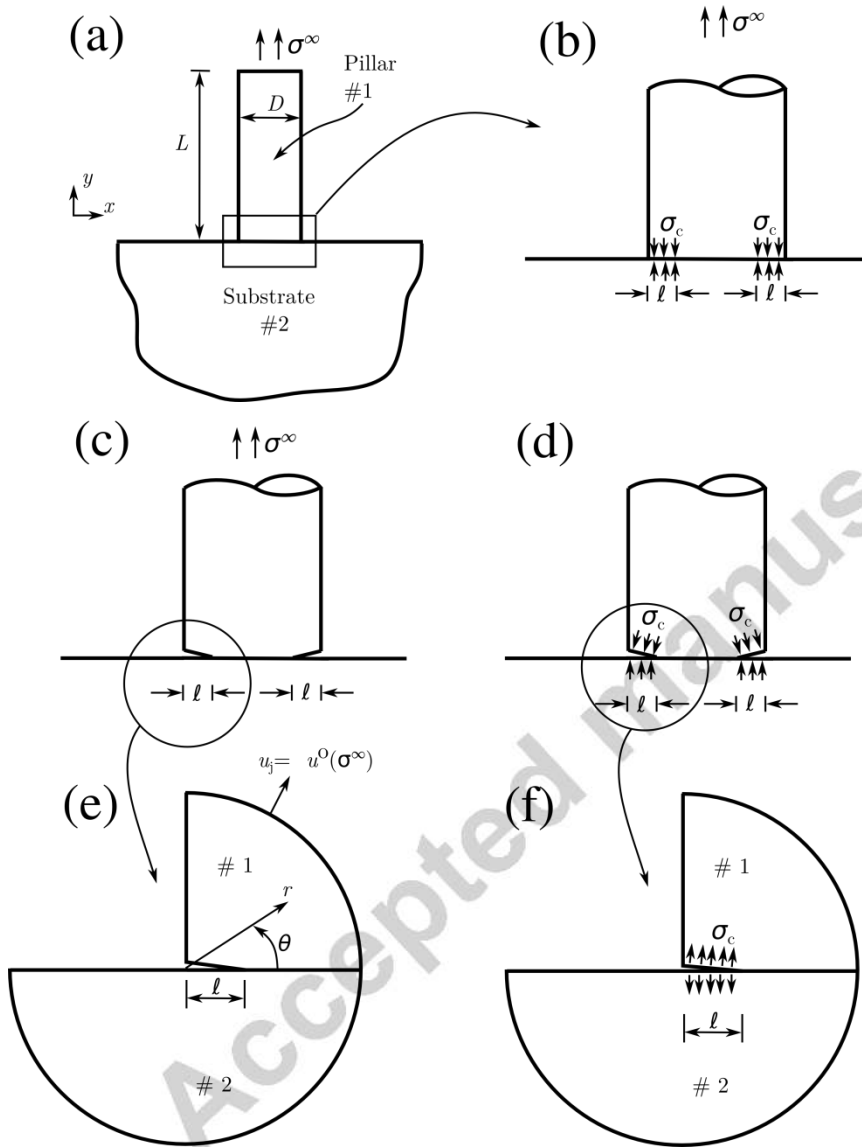 (a)
σ∞
Pillar
#1
D
L
y
x
Substrate
#2
(b)
σ∞
σc
σc
ℓ
ℓ
(c)
σ∞
ℓ
ℓ
(d)
σc
σc
ℓ
ℓ
(e)
uj= uo(σ∞)
# 1
r
θ
ℓ
# 2
(f)
# 1
σc
ℓ
# 2
Accepted manus